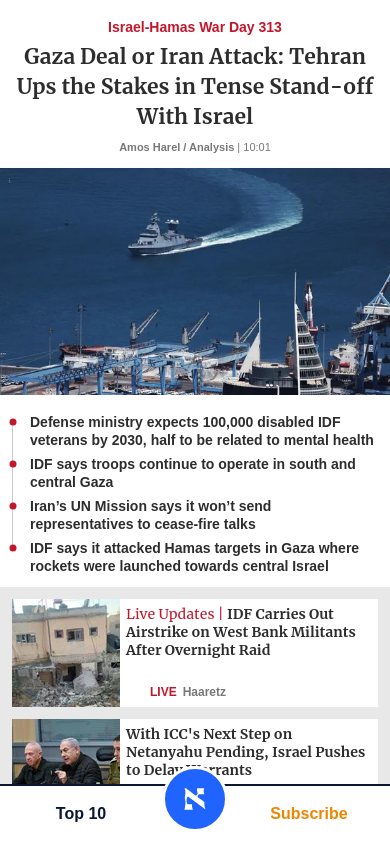 Israel-Hamas War Day 313
Gaza Deal or Iran Attack: Tehran
Ups the Stakes in Tense Stand-off
With Israel
Amos Harel / Analysis | 10:01
Defense ministry expects 100,000 disabled IDF
veterans by 2030, half to be related to mental health
IDF says troops continue to operate in south and
central Gaza
Iran’s UN Mission says it won’t send
representatives to cease-fire talks
IDF says it attacked Hamas targets in Gaza where
rockets were launched towards central Israel
Live Updates | IDF Carries Out
Airstrike on West Bank Militants
After Overnight Raid
LIVE Haaretz
With ICC's Next Step on
Netanyahu Pending, Israel Pushes
to Delay Warrants
Top 10
א
Subscribe